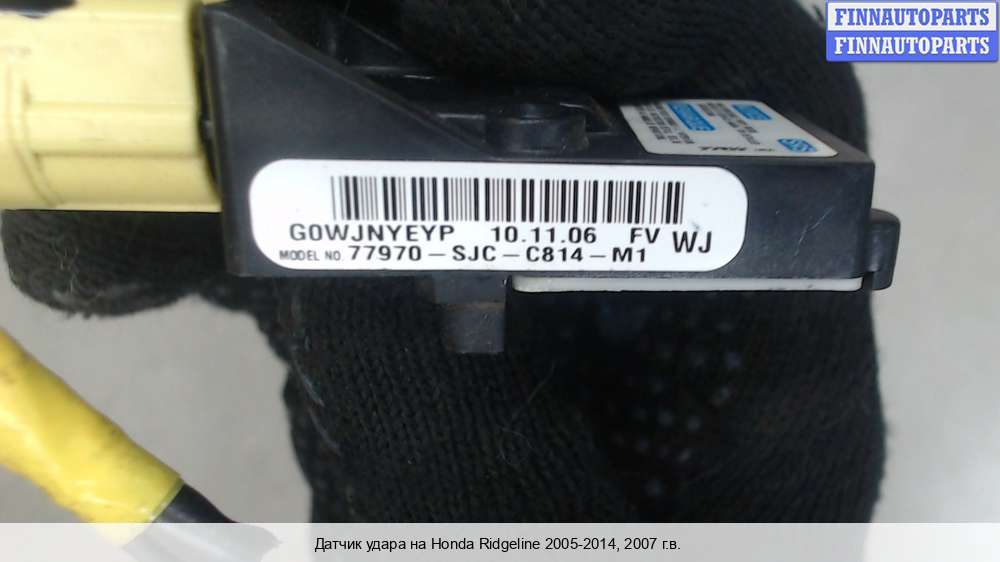 FINNAUTOPARTS
FINNAUTOPARTS
TRW
G0WJNYEYP 10.11.06 FV WJ
MODEL NO. 77970-SJC-C814-M1
Датчик удара на Honda Ridgeline 2005-2014, 2007 г.в.